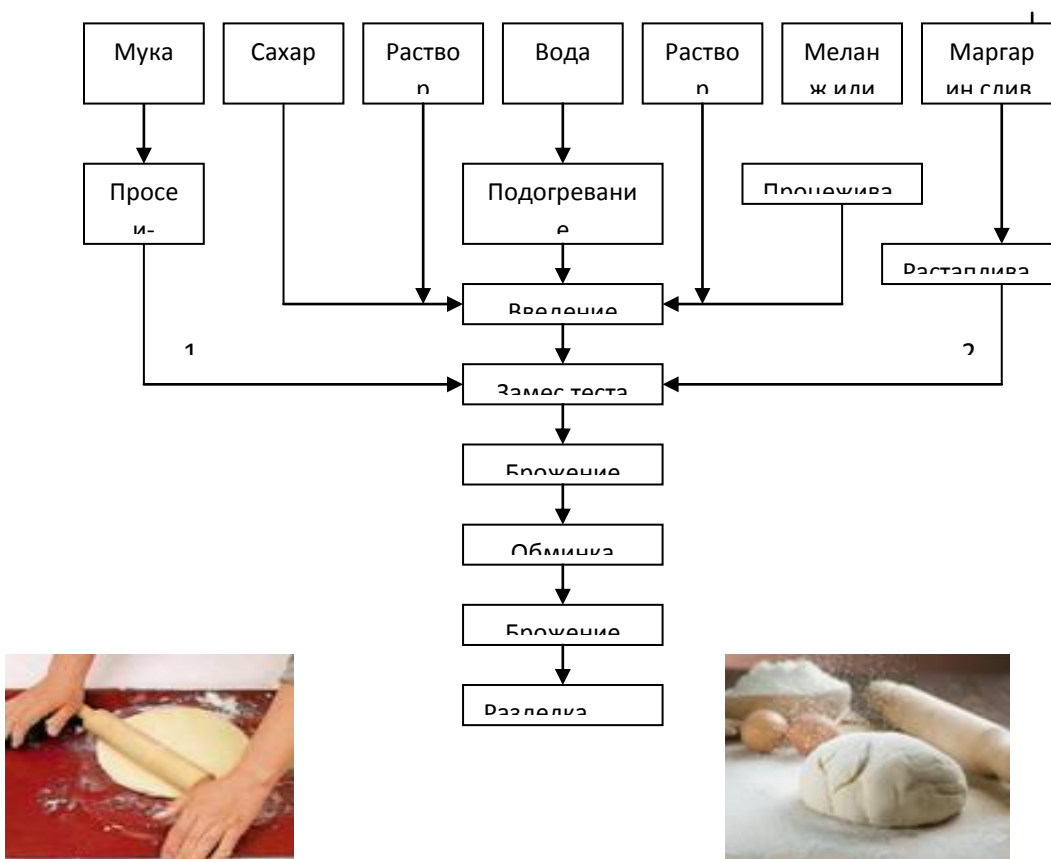 Мука
Сахар
Раство
р
Вода
Раство
р
Мелан
ж или
Маргар
ин слив
Просе
и-
Подогревани
е
Процежива
Растаплива
Введение
1
2
Замес теста
Брожение
Обминка
Брожение
Разделка